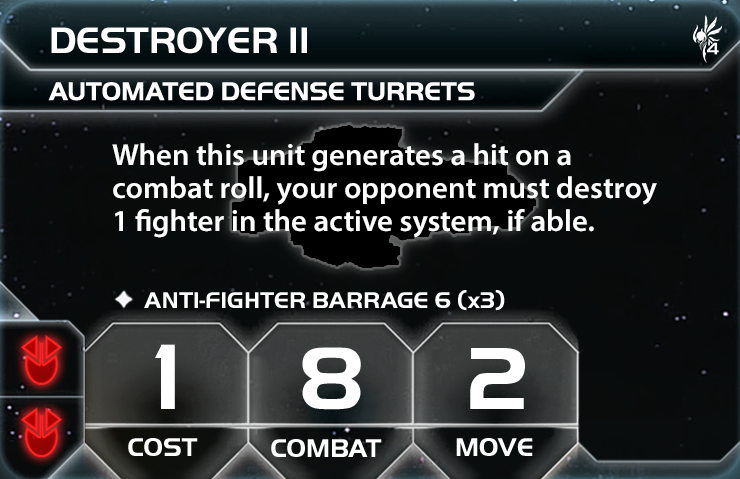 DESTROYER II
4
AUTOMATED DEFENSE TURRETS
When this unit generates a hit on a
combat roll, your opponent must destroy
1 fighter in the active system, if able.
ANTI-FIGHTER BARRAGE 6 (x3)
1 8 2
COST COMBAT MOVE